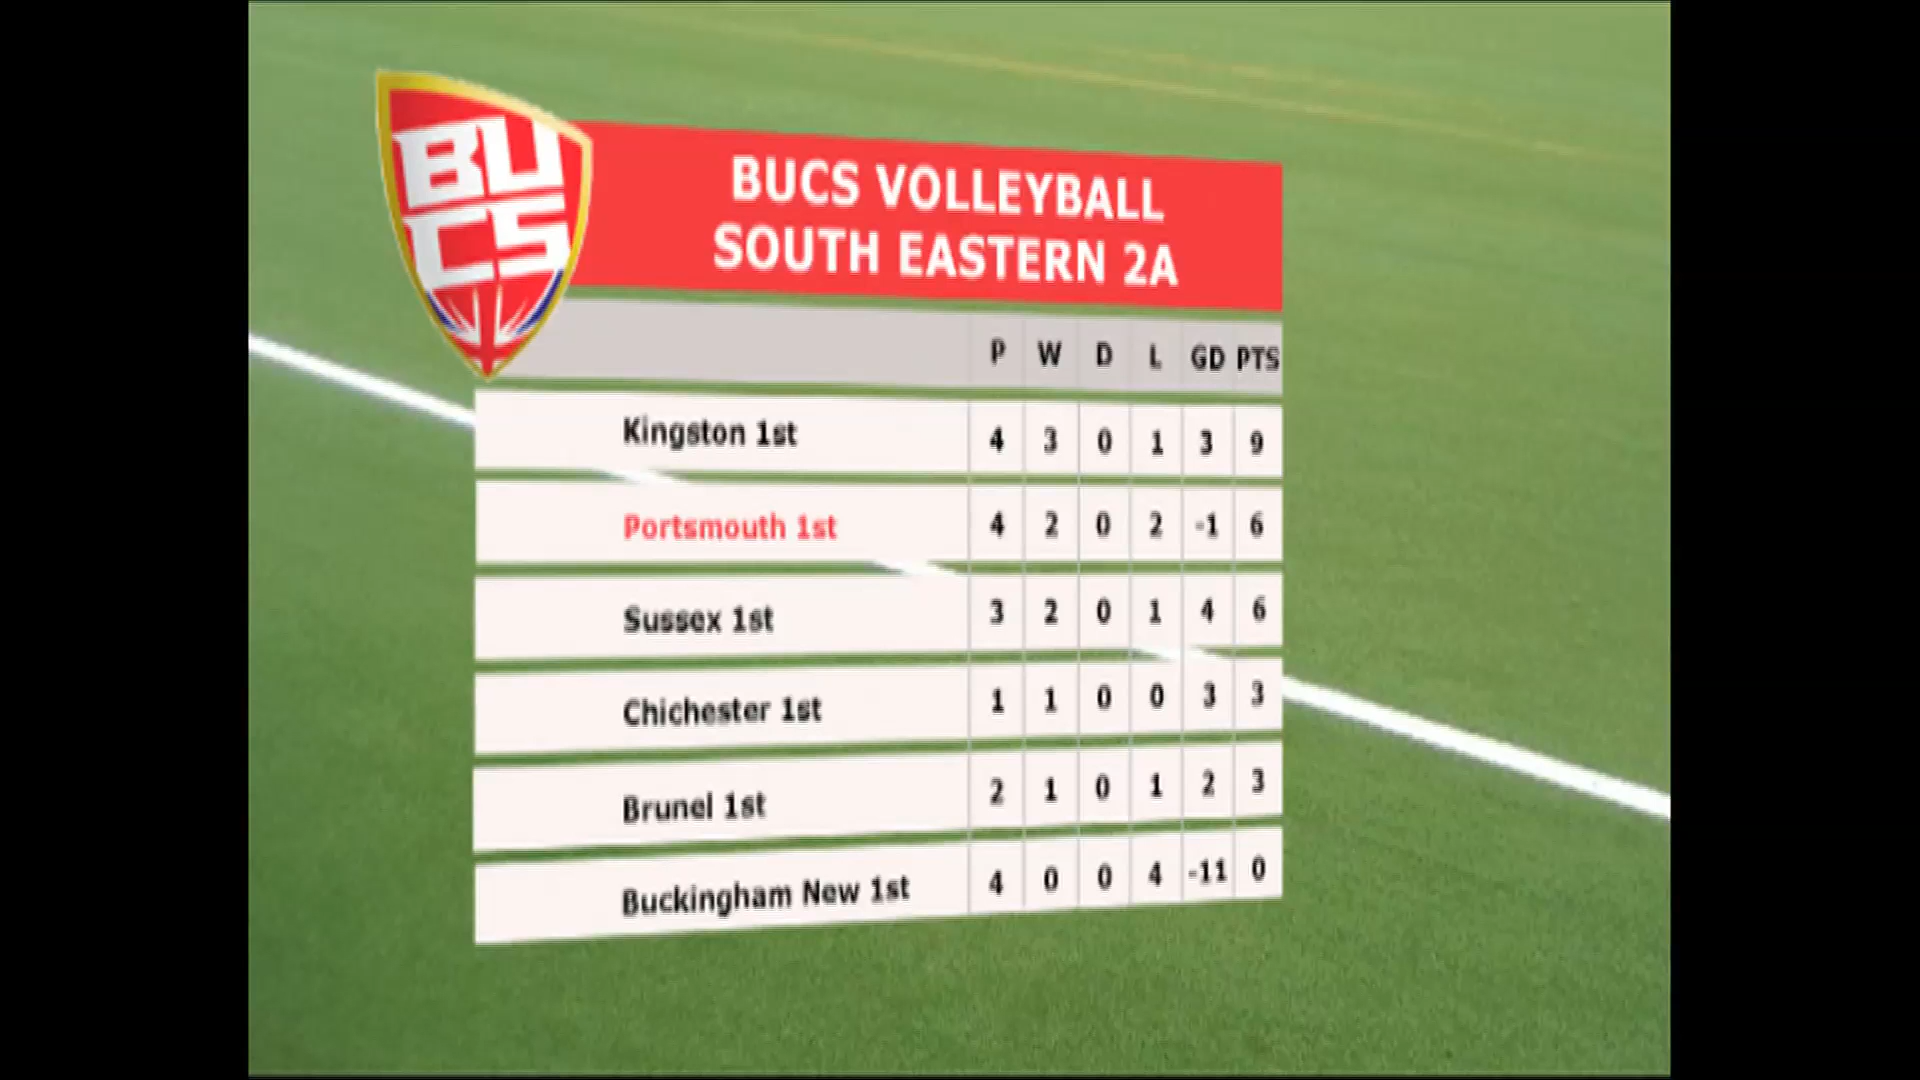 BU
CS
BUCS VOLLEYBALL
SOUTH EASTERN 2A
P W D L GD PTS
Kingston 1st 4 3 0 1 3 9
Portsmouth 1st 4 2 0 2 -1 6
Sussex 1st 3 2 0 1 4 6
Chichester 1st 1 1 0 0 3 3
Brunel 1st 2 1 0 1 2 3
Buckingham New 1st 4 0 0 4 -11 0